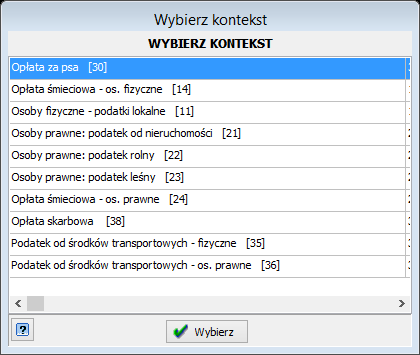 Wybierz kontekst
WYBIERZ KONTEKST
Opłata za psa [30]
Opłata śmieciowa - os. fizyczne [14]
Osoby fizyczne - podatki lokalne [11]
Osoby prawne: podatek od nieruchomości [21]
Osoby prawne: podatek rolny [22]
Osoby prawne: podatek leśny [23]
Opłata śmieciowa - os. prawne [24]
Opłata skarbowa [38]
Podatek od środków transportowych - fizyczne [35]
Podatek od środków transportowych - os. prawne [36]
Wybierz